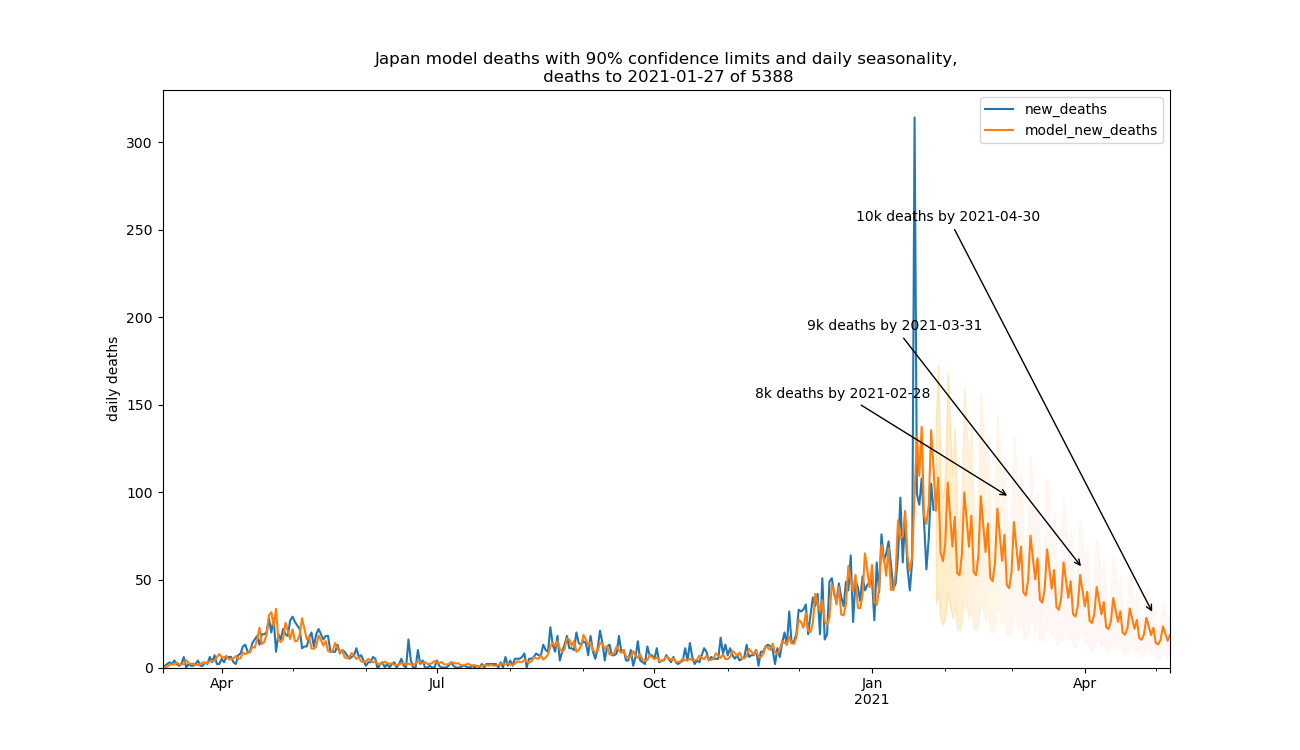 Japan model deaths with 90% confidence limits and daily seasonality,
deaths to 2021-01-27 of 5388
new_deaths
model_new_deaths
10k deaths by 2021-04-30
9k deaths by 2021-03-31
8k deaths by 2021-02-28
daily deaths
300
250
200
150
100
50
0
Apr
Jul
Oct
Jan
2021
Apr